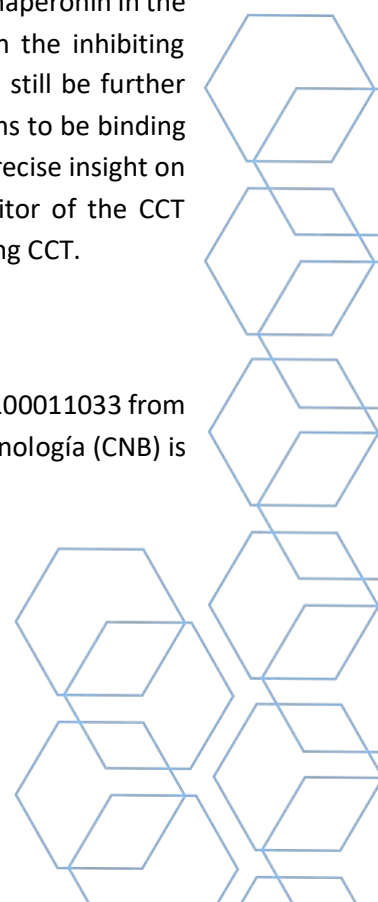 haperonin in the
the inhibiting
still be further
ns to be binding
recise insight on
itor of the CCT
ng CCT.
100011033 from
nología (CNB) is